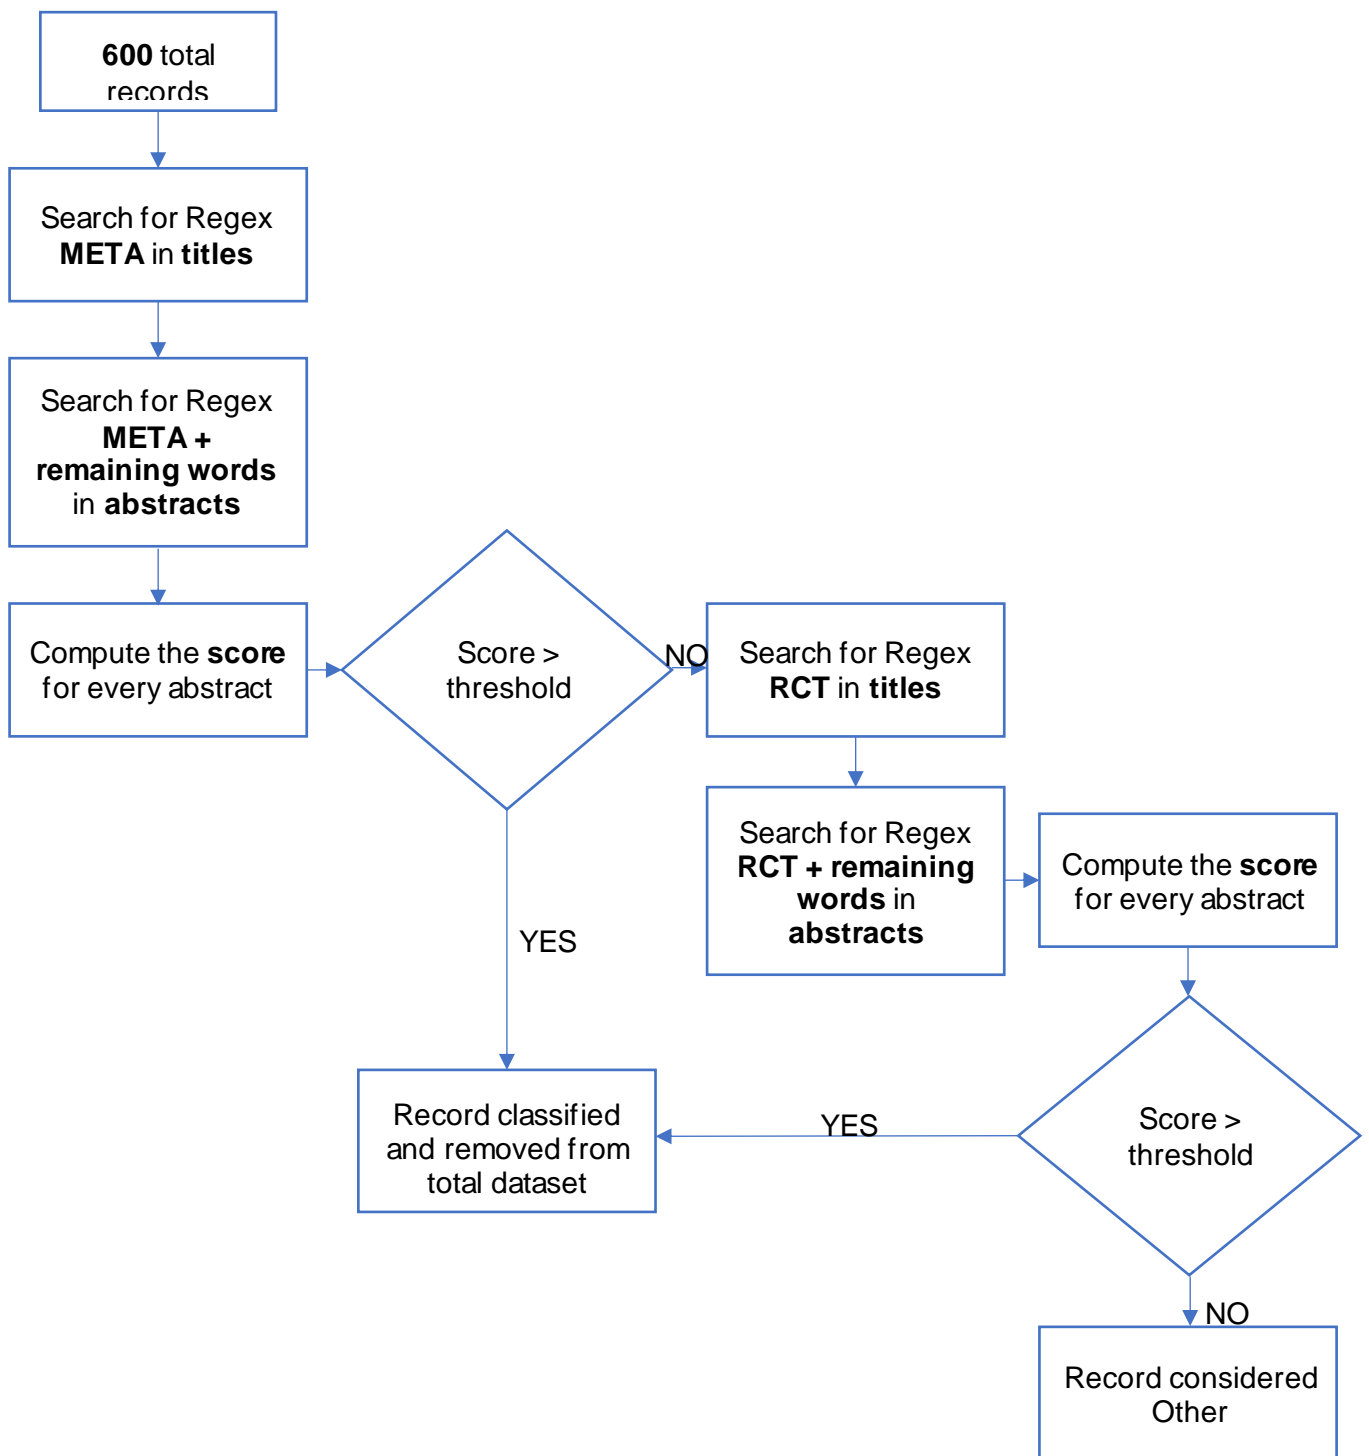 600 total
records
Search for Regex
META in titles
Search for Regex
META +
remaining words
in abstracts
Compute the score
for every abstract
Score >
threshold
NO
Search for Regex
RCT in titles
Search for Regex
RCT + remaining
words in
abstracts
Compute the score
for every abstract
YES
Record classified
and removed from
total dataset
YES
Score >
threshold
NO
Record considered
Other